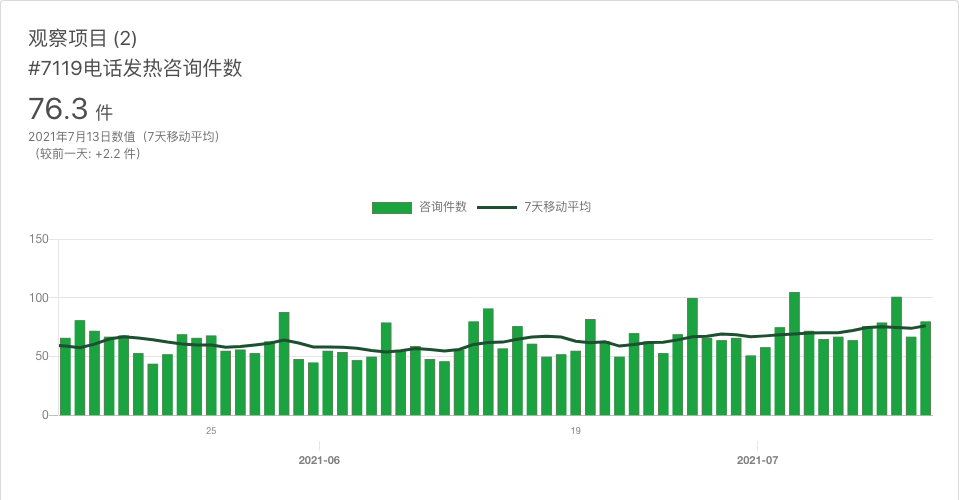 观察项目 (2)
#7119电话发热咨询件数
76.3 件
2021年7月13日数值（7天移动平均）
（较前一天: +2.2 件）
咨询件数 7天移动平均
150
100
50
0
25 19
2021-06 2021-07